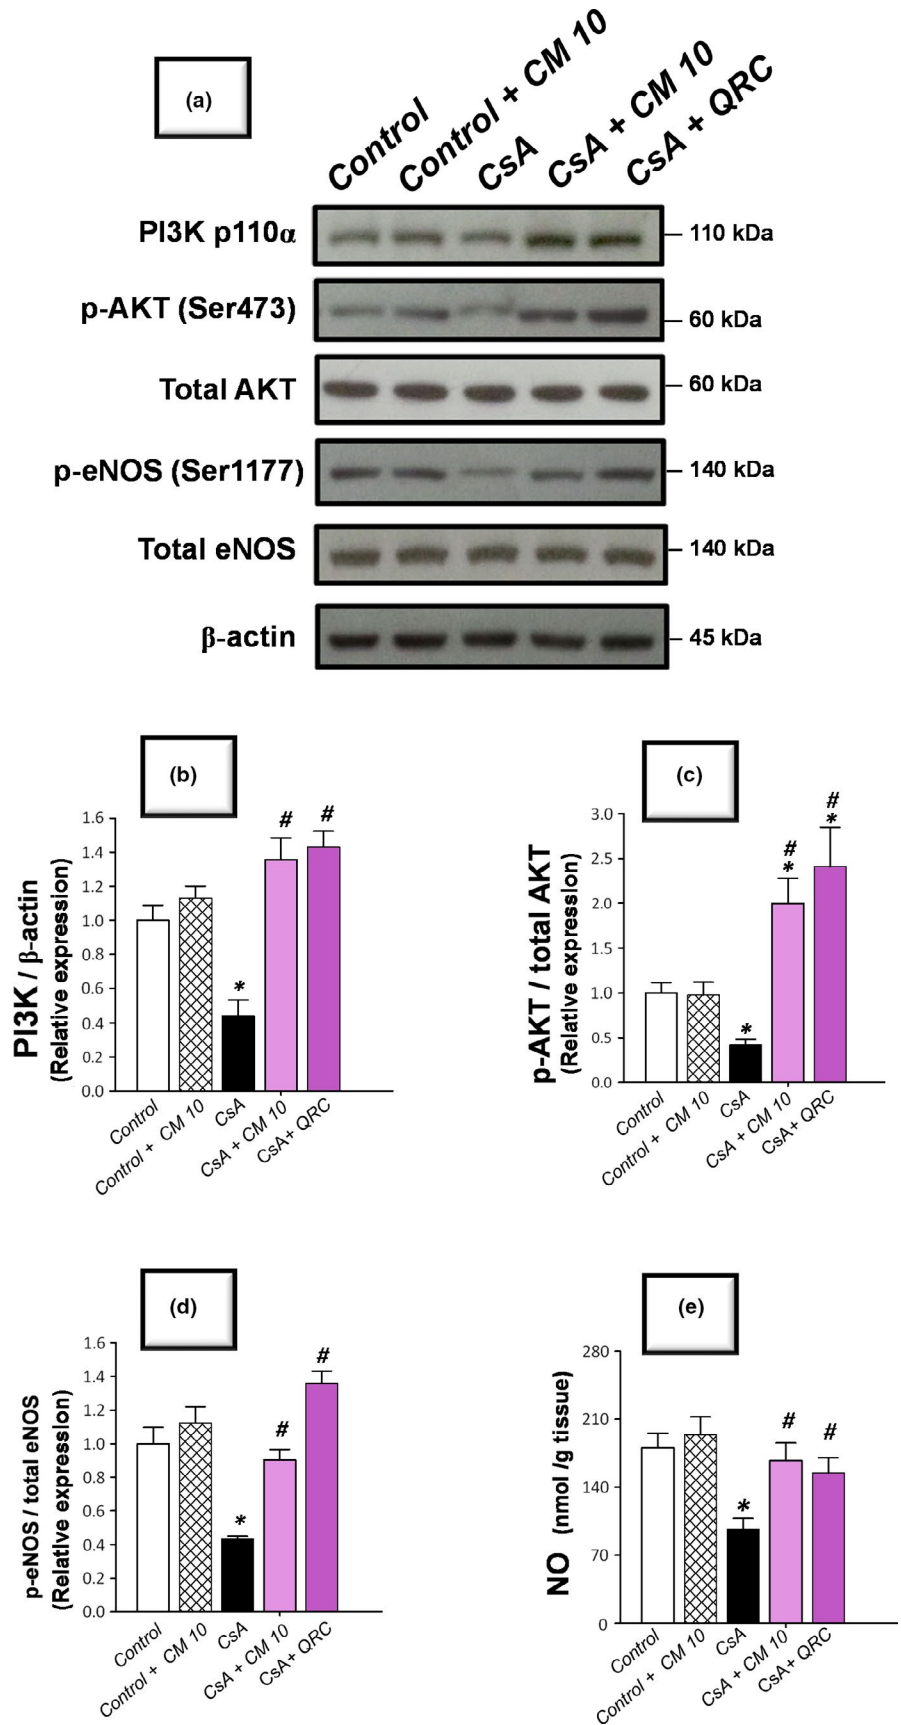 (a)
Control
Control + CM 10
CsA
CsA + CM 10
CsA + QRC
PI3K p110α
110 kDa
p-AKT (Ser473)
60 kDa
Total AKT
60 kDa
p-eNOS (Ser1177)
140 kDa
Total eNOS
140 kDa
β-actin
45 kDa
(b)
PI3K / β-actin
(Relative expression)
1.6
1.4
1.2
1.0
0.8
0.6
0.4
0.2
0.0
*
#
#
Control
Control + CM 10
CsA
CsA + CM 10
CsA+ QRC
(c)
p-AKT / total AKT
(Relative expression)
3.0
2.5
2.0
1.5
1.0
0.5
0.0
*
#
*
#
*
Control
Control + CM 10
CsA
CsA + CM 10
CsA+ QRC
(d)
p-eNOS / total eNOS
(Relative expression)
1.6
1.4
1.2
1.0
0.8
0.6
0.4
0.2
0.0
*
#
#
Control
Control + CM 10
CsA
CsA + CM 10
CsA+ QRC
(e)
NO (nmol /g tissue)
280
210
140
70
0
*
#
#
Control
Control + CM 10
CsA
CsA + CM 10
CsA+ QRC